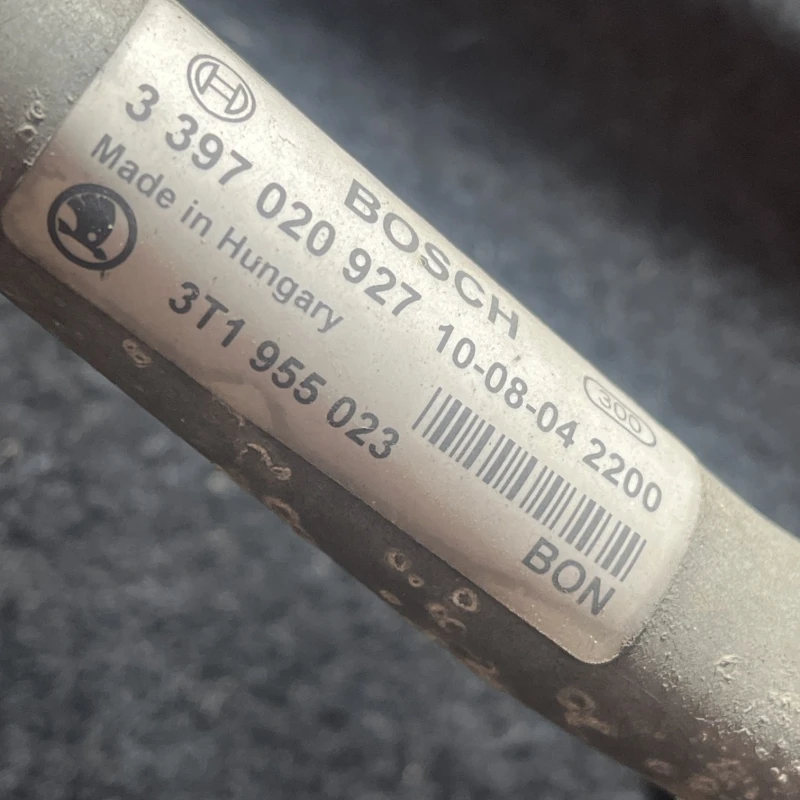 BOSCH
3 397 020 927 10-08-04 2200
Made in Hungary
300
3T1 955 023
BON